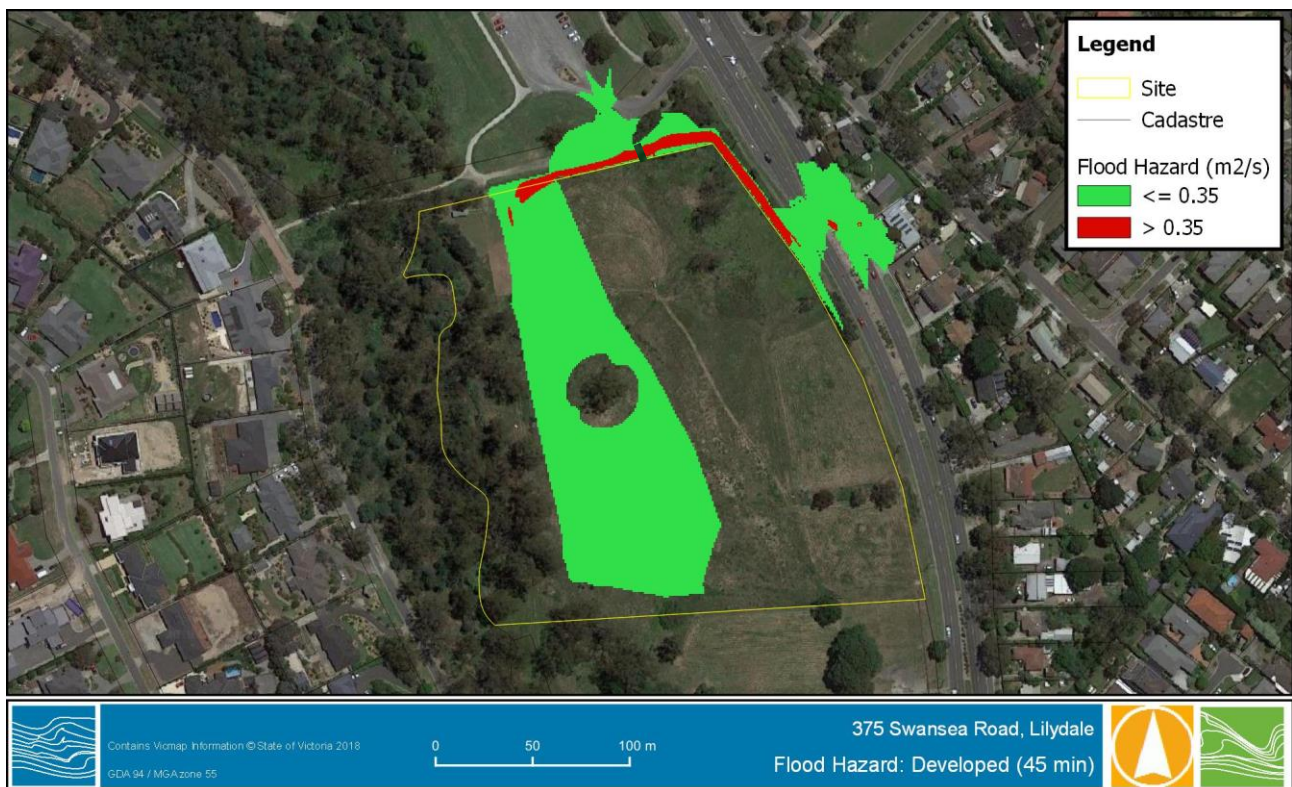 Legend
Site
Cadastre
Flood Hazard (m2/s)
<= 0.35
> 0.35
Contains Vicmap Information © State of Victoria 2018
GDA 94 / MGA zone 55
0 50 100 m
375 Swansea Road, Lilydale
Flood Hazard: Developed (45 min)